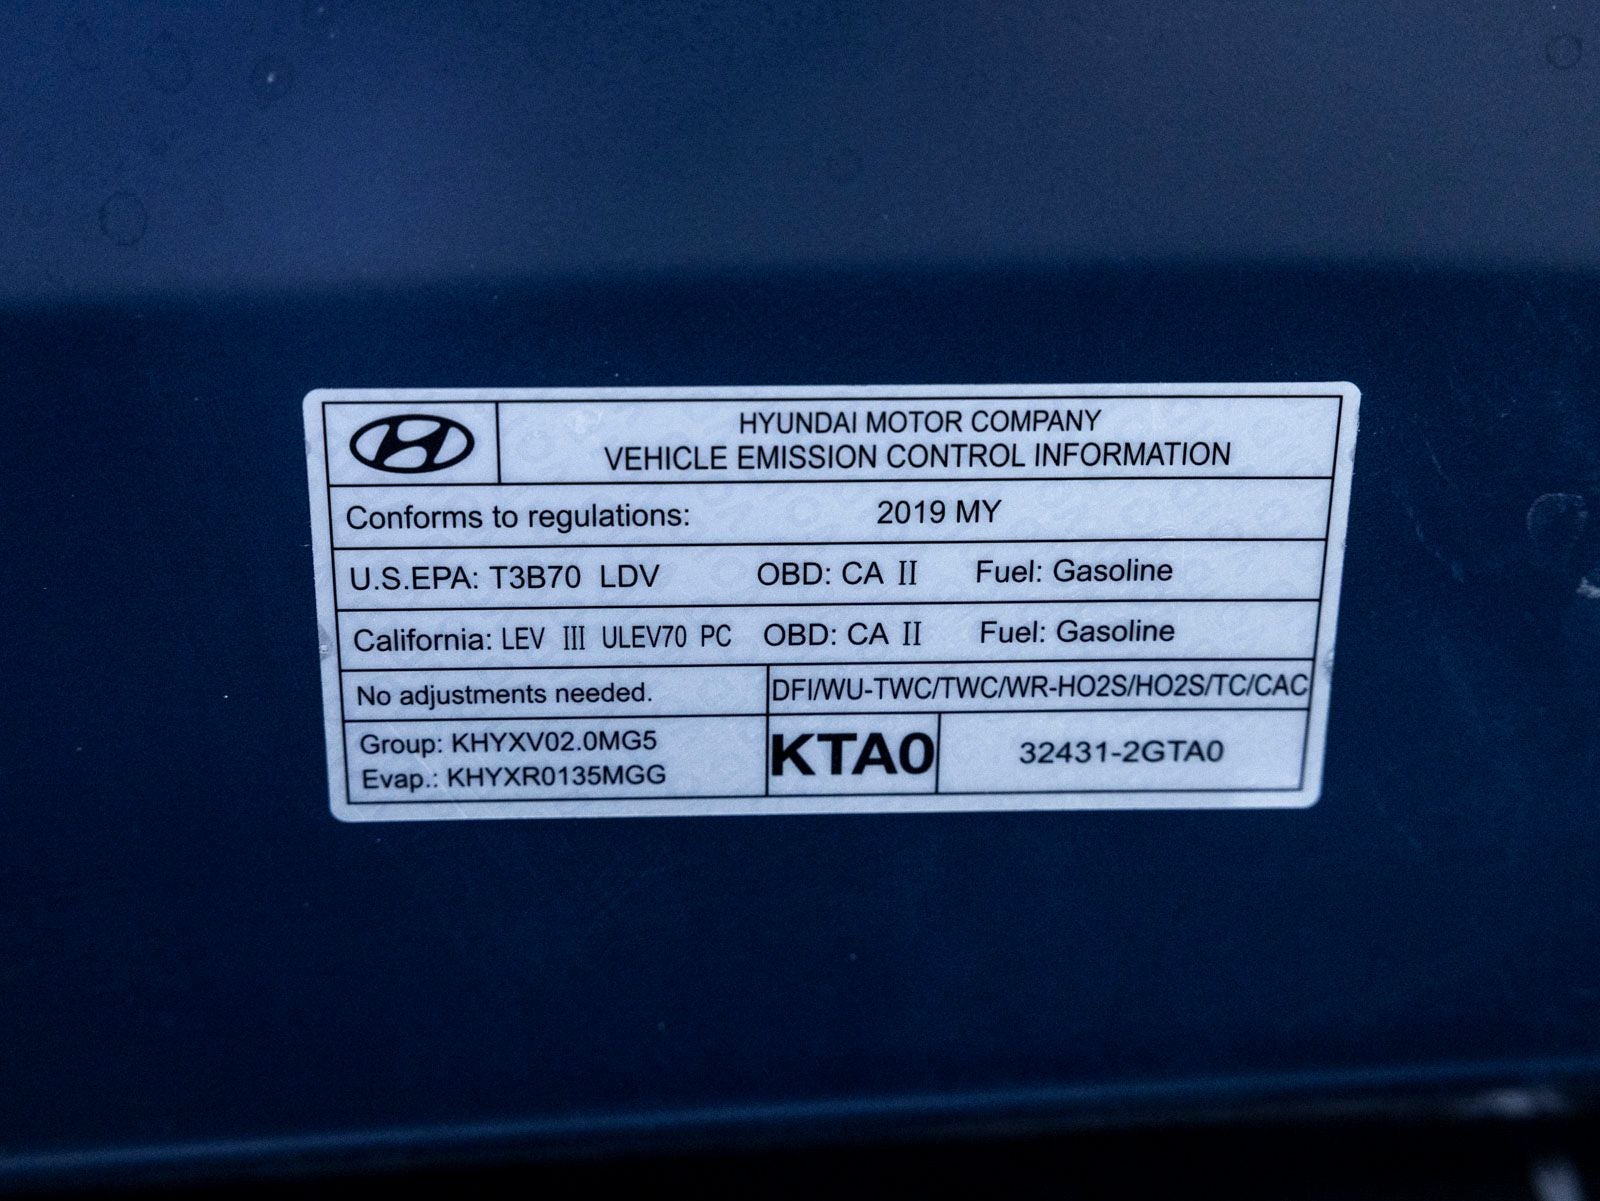 HYUNDAI MOTOR COMPANY
VEHICLE EMISSION CONTROL INFORMATION
Conforms to regulations: 2019 MY
U.S.EPA: T3B70 LDV OBD: CA II Fuel: Gasoline
California: LEV III ULEV70 PC OBD: CA II Fuel: Gasoline
No adjustments needed. DFI/WU-TWC/TWC/WR-HO2S/HO2S/TC/CAC
Group: KHYXV02.0MG5
Evap.: KHYXR0135MGG
KTA0 32431-2GTA0